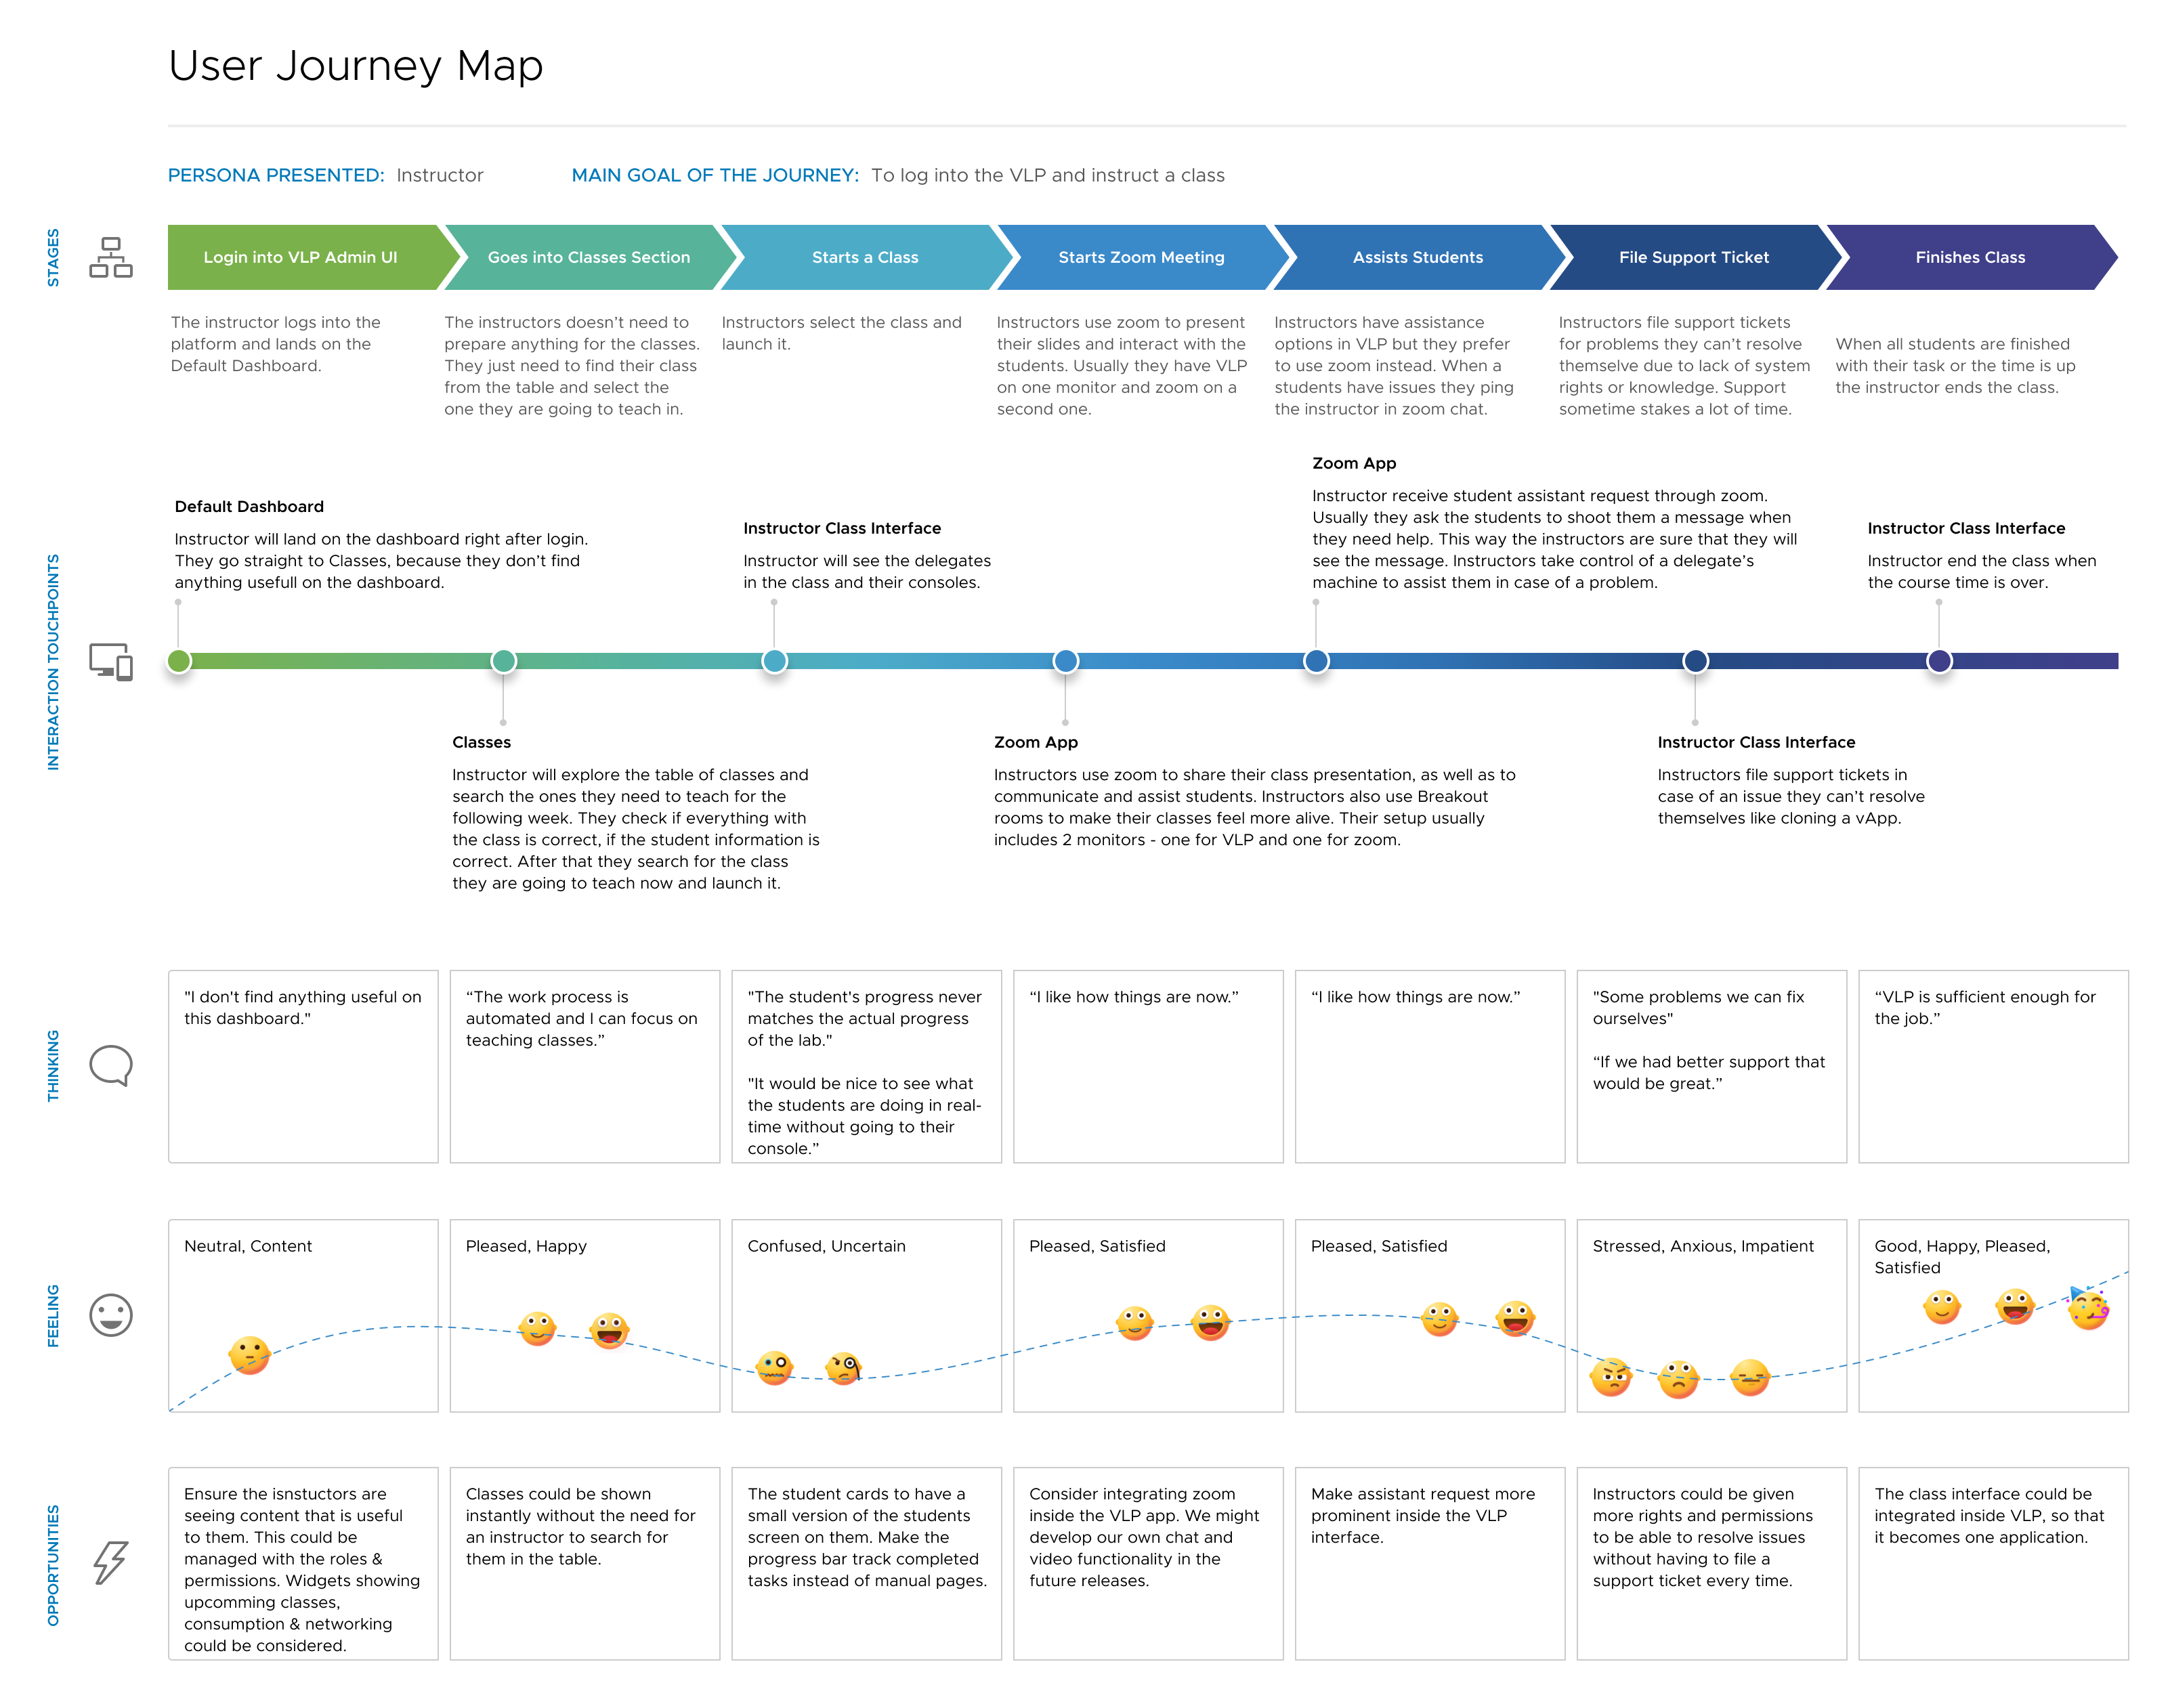 User Journey Map
PERSONA PRESENTED: Instructor
MAIN GOAL OF THE JOURNEY: To log into the VLP and instruct a class
STAGES
Login into VLP Admin UI
Goes into Classes Section
Starts a Class
Starts Zoom Meeting
Assists Students
File Support Ticket
Finishes Class
The instructor logs into the
platform and lands on the
Default Dashboard.
The instructors doesn’t need to
prepare anything for the classes.
They just need to find their class
from the table and select the
one they are going to teach in.
Instructors select the class and
launch it.
Instructors use zoom to present
their slides and interact with the
students. Usually they have VLP
on one monitor and zoom on a
second one.
Instructors have assistance
options in VLP but they prefer
to use zoom instead. When a
students have issues they ping
the instructor in zoom chat.
Instructors file support tickets
for problems they can’t resolve
themselve due to lack of system
rights or knowledge. Support
sometime stakes a lot of time.
When all students are finished
with their task or the time is up
the instructor ends the class.
INTERACTION TOUCHPOINTS
Default Dashboard
Instructor will land on the dashboard right after login.
They go straight to Classes, because they don’t find
anything usefull on the dashboard.
Instructor Class Interface
Instructor will see the delegates
in the class and their consoles.
Zoom App
Instructor receive student assistant request through zoom.
Usually they ask the students to shoot them a message when
they need help. This way the instructors are sure that they will
see the message. Instructors take control of a delegate’s
machine to assist them in case of a problem.
Instructor Class Interface
Instructor end the class when
the course time is over.
Classes
Instructor will explore the table of classes and
search the ones they need to teach for the
following week. They check if everything with
the class is correct, if the student information is
correct. After that they search for the class
they are going to teach now and launch it.
Zoom App
Instructors use zoom to share their class presentation, as well as to
communicate and assist students. Instructors also use Breakout
rooms to make their classes feel more alive. Their setup usually
includes 2 monitors - one for VLP and one for zoom.
Instructor Class Interface
Instructors file support tickets in
case of an issue they can’t resolve
themselves like cloning a vApp.
THINKING
"I don't find anything useful on
this dashboard."
“The work process is
automated and I can focus on
teaching classes.”
"The student's progress never
matches the actual progress
of the lab."
"It would be nice to see what
the students are doing in real-
time without going to their
console.”
“I like how things are now.”
“I like how things are now.”
"Some problems we can fix
ourselves"
“If we had better support that
would be great.”
“VLP is sufficient enough for
the job.”
FEELING
Neutral, Content
Pleased, Happy
Confused, Uncertain
Pleased, Satisfied
Pleased, Satisfied
Stressed, Anxious, Impatient
Good, Happy, Pleased,
Satisfied
OPPORTUNITIES
Ensure the isnstuctors are
seeing content that is useful
to them. This could be
managed with the roles &
permissions. Widgets showing
upcomming classes,
consumption & networking
could be considered.
Classes could be shown
instantly without the need for
an instructor to search for
them in the table.
The student cards to have a
small version of the students
screen on them. Make the
progress bar track completed
tasks instead of manual pages.
Consider integrating zoom
inside the VLP app. We might
develop our own chat and
video functionality in the
future releases.
Make assistant request more
prominent inside the VLP
interface.
Instructors could be given
more rights and permissions
to be able to resolve issues
without having to file a
support ticket every time.
The class interface could be
integrated inside VLP, so that
it becomes one application.